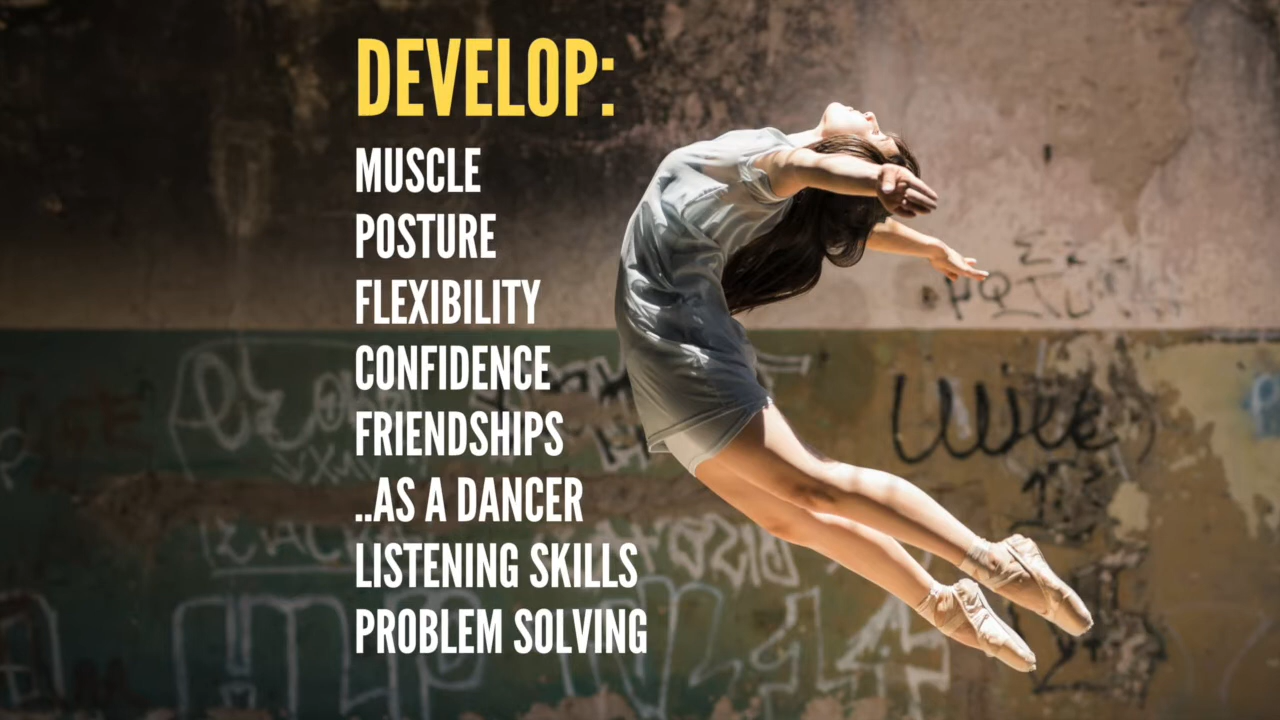 DEVELOP:
MUSCLE
POSTURE
FLEXIBILITY
CONFIDENCE
FRIENDSHIPS
..AS A DANCER
LISTENING SKILLS
PROBLEM SOLVING